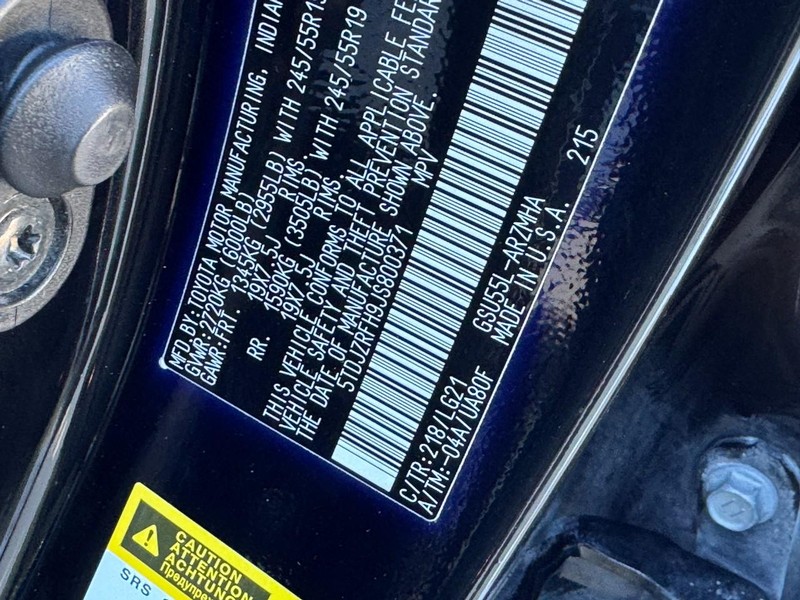 MFD BY: TOYOTA MOTOR MANUFACTURING, INDIANA
GVWR: 2720KG (6000LB)
GAWR: FRT. 1345KG (2955LB) WITH 245/55R19
19X7.5J RIMS.
RR. 1590KG (3505LB) WITH 245/55R19
19X7.5J RIMS
THIS VEHICLE CONFORMS TO ALL APPLICABLE FE
VEHICLE SAFETY AND THEFT PREVENTION STANDAR
THE DATE OF MANUFACTURE SHOWN ABOVE.
5TDJZRFH9JS800371 MPV
C/TR: 218/LG21 GSU55L-ARZMHA
A/TM: -04A/UA80F MADE IN U.S.A. 215
CAUTION
ATTENTION
ACHTUNG
Предупре
SRS